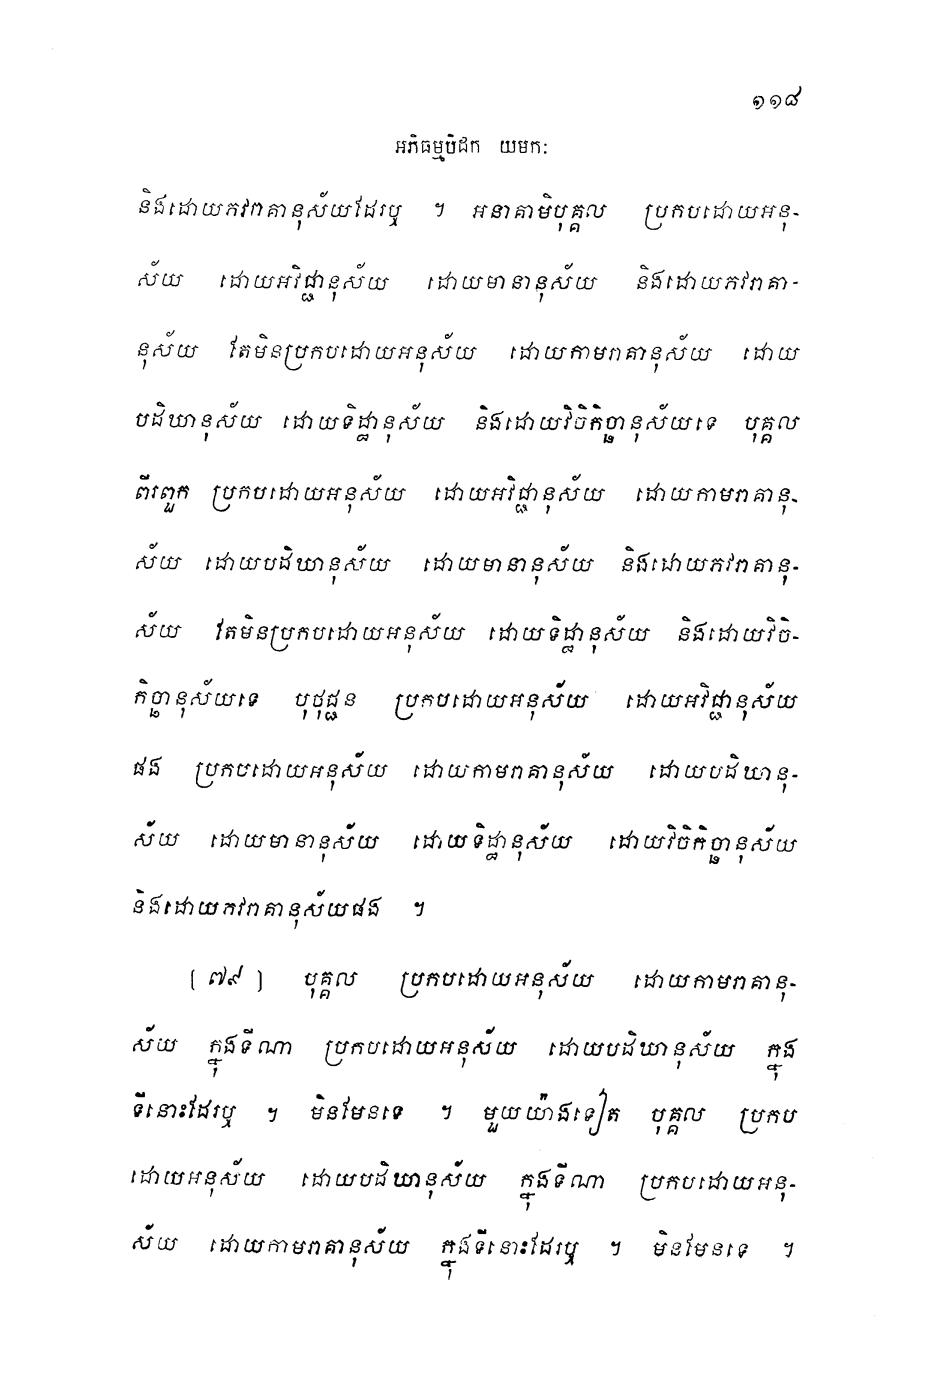 ១១៨
អភិធម្មបិដក យមកៈ
និងដោយភវរាគានុស័យដែរឬ ។ អនាគាមិបុគ្គល ប្រកបដោយអនុ-
ស័យ ដោយអវិជ្ជានុស័យ ដោយមានានុស័យ និងដោយភវរាគា-
នុស័យ តែមិនប្រកបដោយអនុស័យ ដោយកាមរាគានុស័យ ដោយ
បដិឃានុស័យ ដោយទិដ្ឋានុស័យ និងដោយវិចិកិច្ឆានុស័យទេ បុគ្គល
ពីរពួក ប្រកបដោយអនុស័យ ដោយអវិជ្ជានុស័យ ដោយកាមរាគានុ-
ស័យ ដោយបដិឃានុស័យ ដោយមានានុស័យ និងដោយភវរាគានុ-
ស័យ តែមិនប្រកបដោយអនុស័យ ដោយទិដ្ឋានុស័យ និងដោយវិចិ-
កិច្ឆានុស័យទេ បុថុជ្ជន ប្រកបដោយអនុស័យ ដោយអវិជ្ជានុស័យ
ផង ប្រកបដោយអនុស័យ ដោយកាមរាគានុស័យ ដោយបដិឃានុ-
ស័យ ដោយមានានុស័យ ដោយទិដ្ឋានុស័យ ដោយវិចិកិច្ឆានុស័យ
និងដោយភវរាគានុស័យផង ។
[ ៧៩ ] បុគ្គល ប្រកបដោយអនុស័យ ដោយកាមរាគានុ-
ស័យ ក្នុងទីណា ប្រកបដោយអនុស័យ ដោយបដិឃានុស័យ ក្នុង
ទីនោះដែរឬ ។ មិនមែនទេ ។ មួយយ៉ាងទៀត បុគ្គល ប្រកប
ដោយអនុស័យ ដោយបដិឃានុស័យ ក្នុងទីណា ប្រកបដោយអនុ-
ស័យ ដោយកាមរាគានុស័យ ក្នុងទីនោះដែរឬ ។ មិនមែនទេ ។